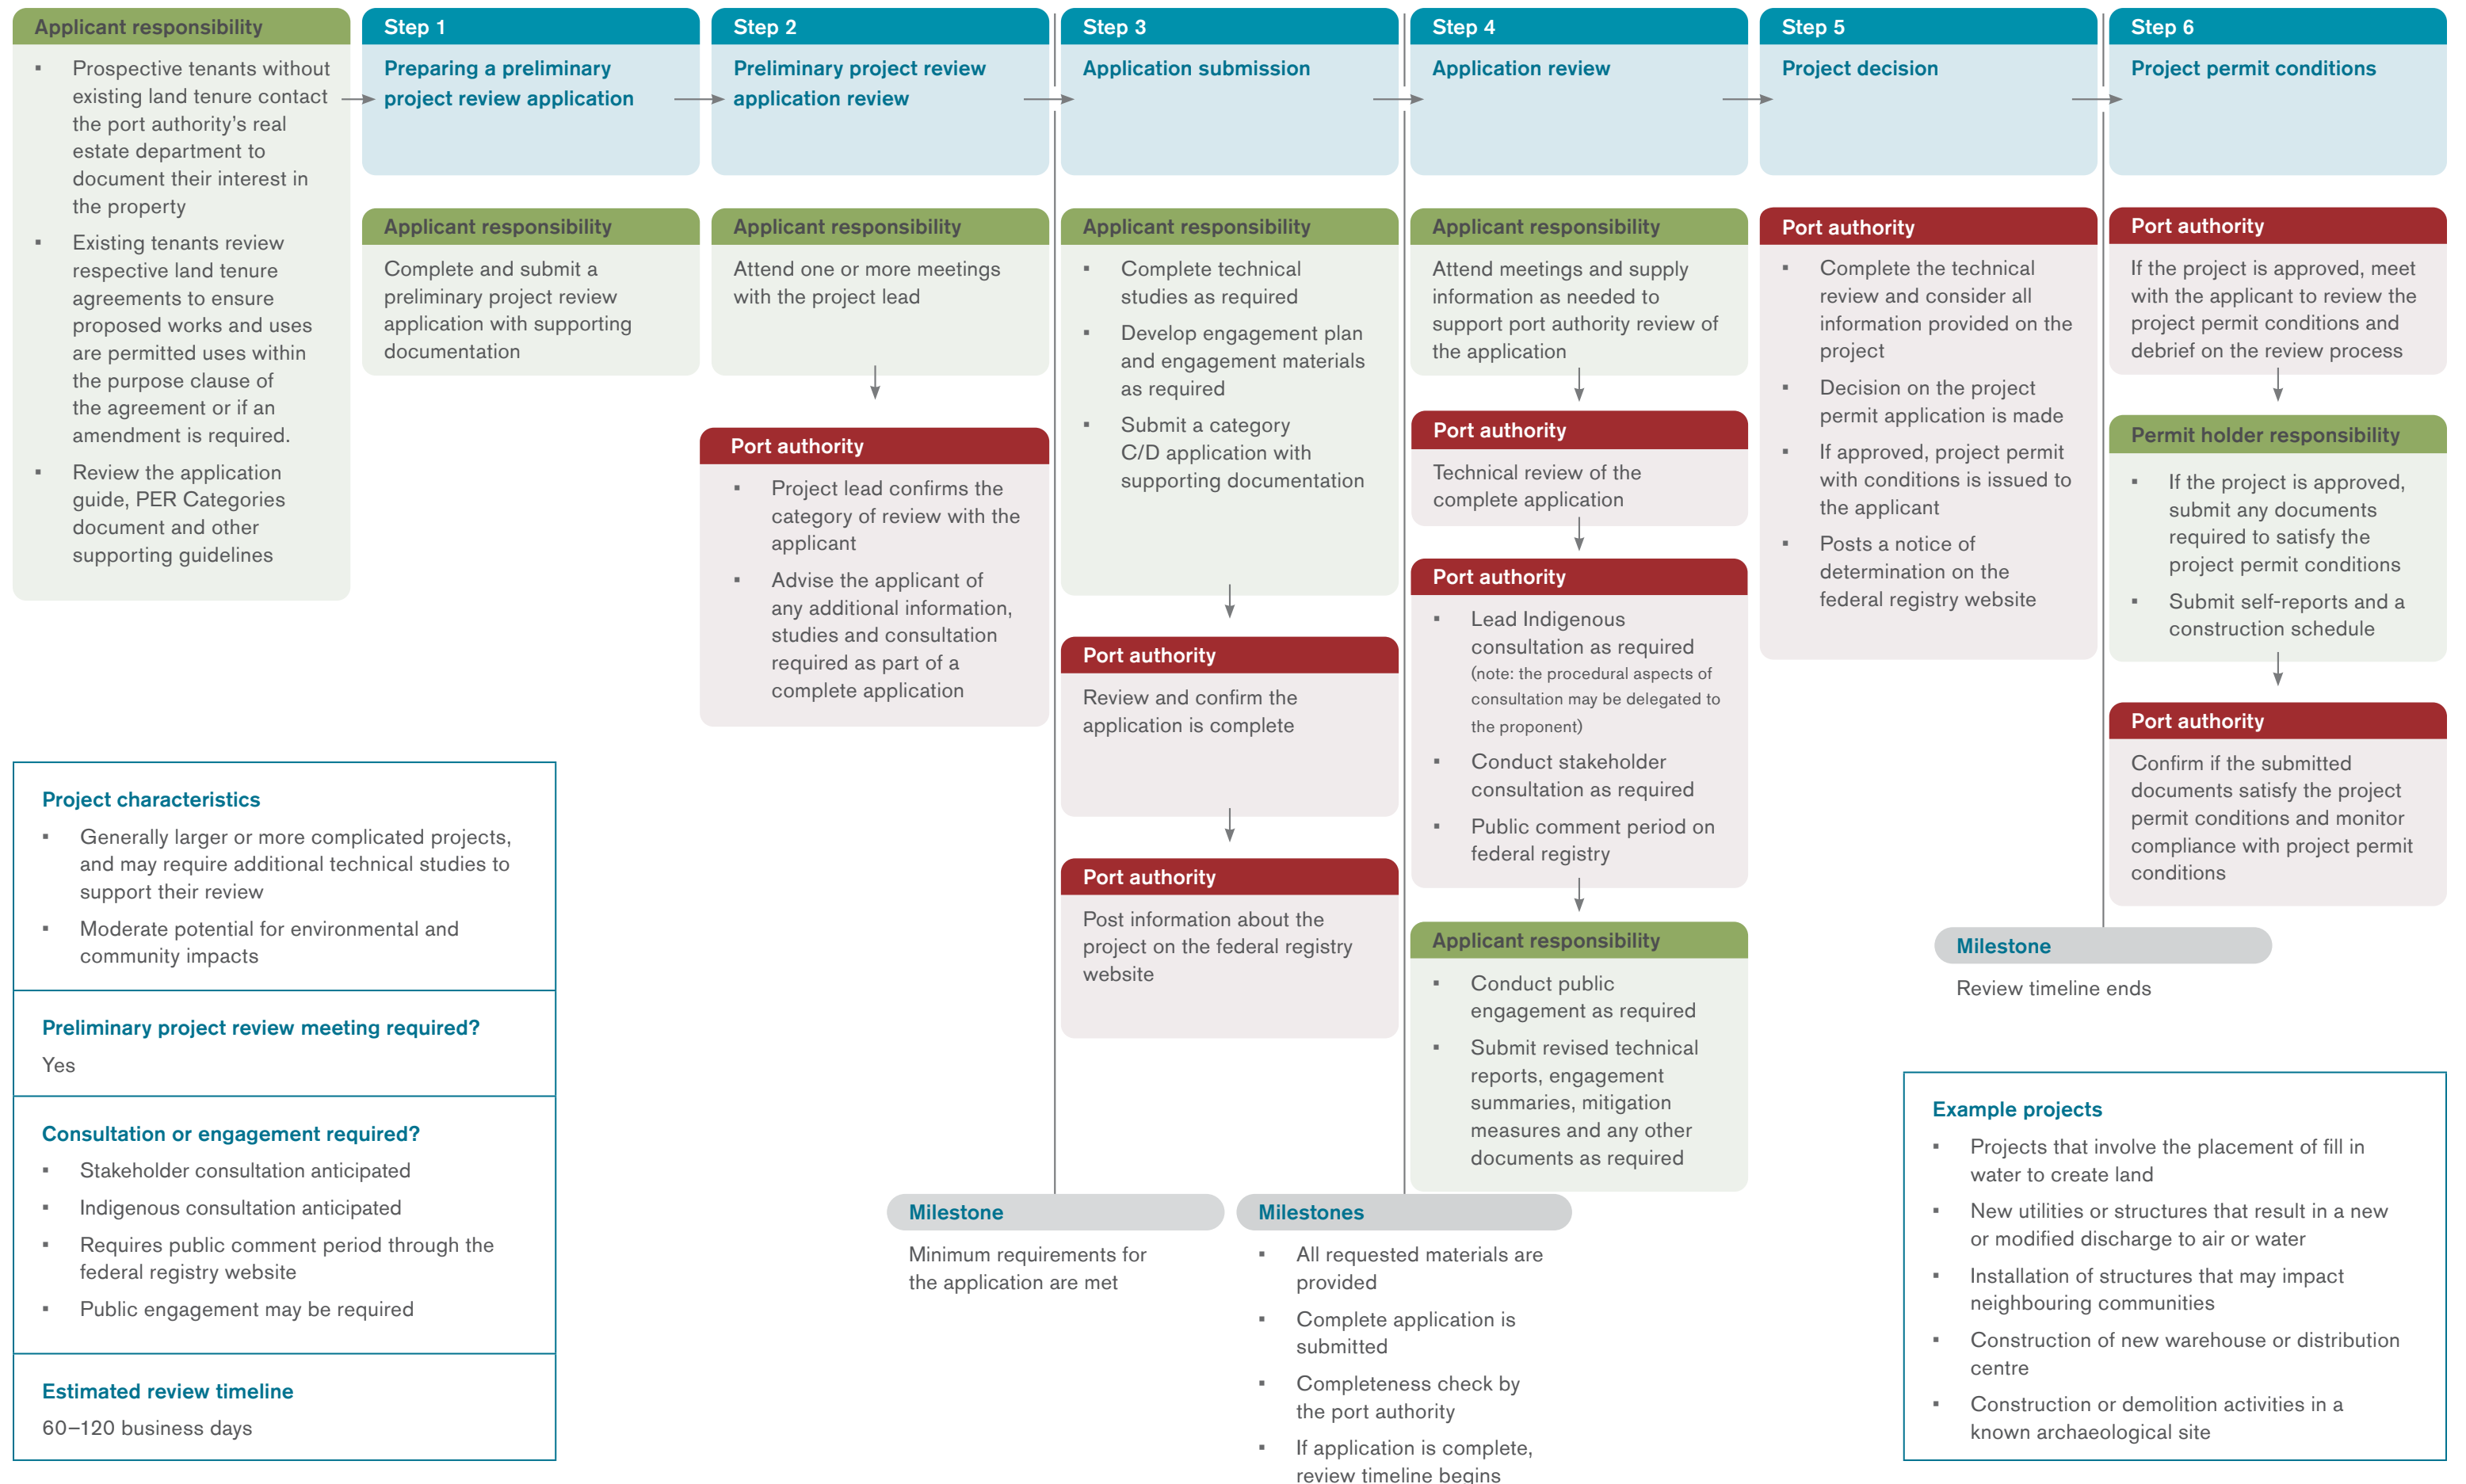 Applicant responsibility
▪ Prospective tenants without
existing land tenure contact
the port authority's real
estate department to
document their interest in
the property
▪ Existing tenants review
respective land tenure
agreements to ensure
proposed works and uses
are permitted uses within
the purpose clause of
the agreement or if an
amendment is required.
▪ Review the application
guide, PER Categories
document and other
supporting guidelines
Step 1
Preparing a preliminary
project review application
Applicant responsibility
Complete and submit a
preliminary project review
application with supporting
documentation
Step 2
Preliminary project review
application review
Applicant responsibility
Attend one or more meetings
with the project lead
Port authority
▪ Project lead confirms the
category of review with the
applicant
▪ Advise the applicant of
any additional information,
studies and consultation
required as part of a
complete application
Step 3
Application submission
Applicant responsibility
▪ Complete technical
studies as required
▪ Develop engagement plan
and engagement materials
as required
▪ Submit a category
C/D application with
supporting documentation
Port authority
Review and confirm the
application is complete
Port authority
Post information about the
project on the federal registry
website
Step 4
Application review
Applicant responsibility
Attend meetings and supply
information as needed to
support port authority review of
the application
Port authority
Technical review of the
complete application
Port authority
▪ Lead Indigenous
consultation as required
(note: the procedural aspects of
consultation may be delegated to
the proponent)
▪ Conduct stakeholder
consultation as required
▪ Public comment period on
federal registry
Applicant responsibility
▪ Conduct public
engagement as required
▪ Submit revised technical
reports, engagement
summaries, mitigation
measures and any other
documents as required
Step 5
Project decision
Port authority
▪ Complete the technical
review and consider all
information provided on the
project
▪ Decision on the project
permit application is made
▪ If approved, project permit
with conditions is issued to
the applicant
▪ Posts a notice of
determination on the
federal registry website
Step 6
Project permit conditions
Port authority
If the project is approved, meet
with the applicant to review the
project permit conditions and
debrief on the review process
Permit holder responsibility
▪ If the project is approved,
submit any documents
required to satisfy the
project permit conditions
▪ Submit self-reports and a
construction schedule
Port authority
Confirm if the submitted
documents satisfy the project
permit conditions and monitor
compliance with project permit
conditions
Project characteristics
▪ Generally larger or more complicated projects,
and may require additional technical studies to
support their review
▪ Moderate potential for environmental and
community impacts
Preliminary project review meeting required?
Yes
Consultation or engagement required?
▪ Stakeholder consultation anticipated
▪ Indigenous consultation anticipated
▪ Requires public comment period through the
federal registry website
▪ Public engagement may be required
Estimated review timeline
60–120 business days
Milestone
Minimum requirements for
the application are met
Milestones
▪ All requested materials are
provided
▪ Complete application is
submitted
▪ Completeness check by
the port authority
▪ If application is complete,
review timeline begins
Milestone
Review timeline ends
Example projects
▪ Projects that involve the placement of fill in
water to create land
▪ New utilities or structures that result in a new
or modified discharge to air or water
▪ Installation of structures that may impact
neighbouring communities
▪ Construction of new warehouse or distribution
centre
▪ Construction or demolition activities in a
known archaeological site